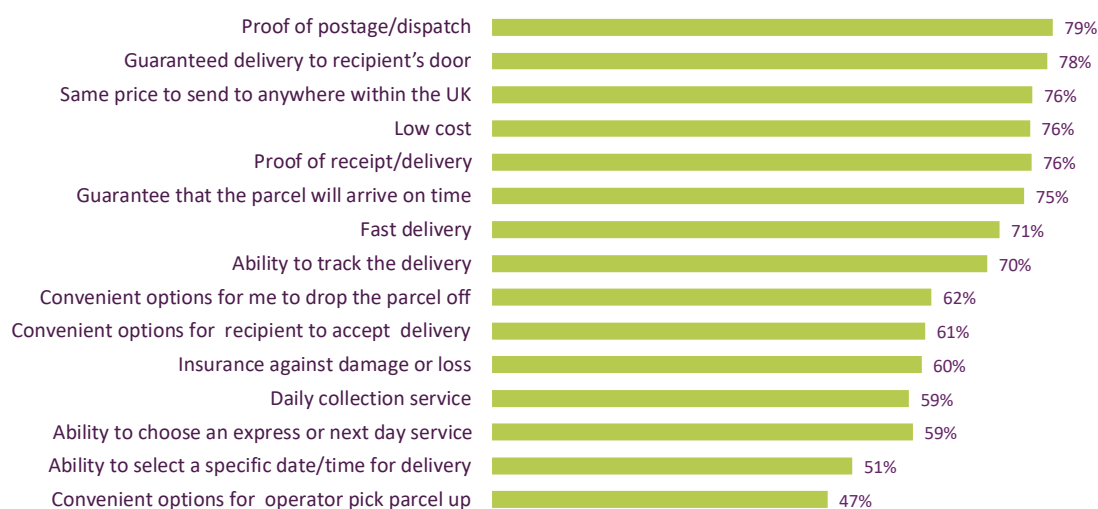 Proof of postage/dispatch 79%
Guaranteed delivery to recipient’s door 78%
Same price to send to anywhere within the UK 76%
Low cost 76%
Proof of receipt/delivery 76%
Guarantee that the parcel will arrive on time 75%
Fast delivery 71%
Ability to track the delivery 70%
Convenient options for me to drop the parcel off 62%
Convenient options for recipient to accept delivery 61%
Insurance against damage or loss 60%
Daily collection service 59%
Ability to choose an express or next day service 59%
Ability to select a specific date/time for delivery 51%
Convenient options for operator pick parcel up 47%